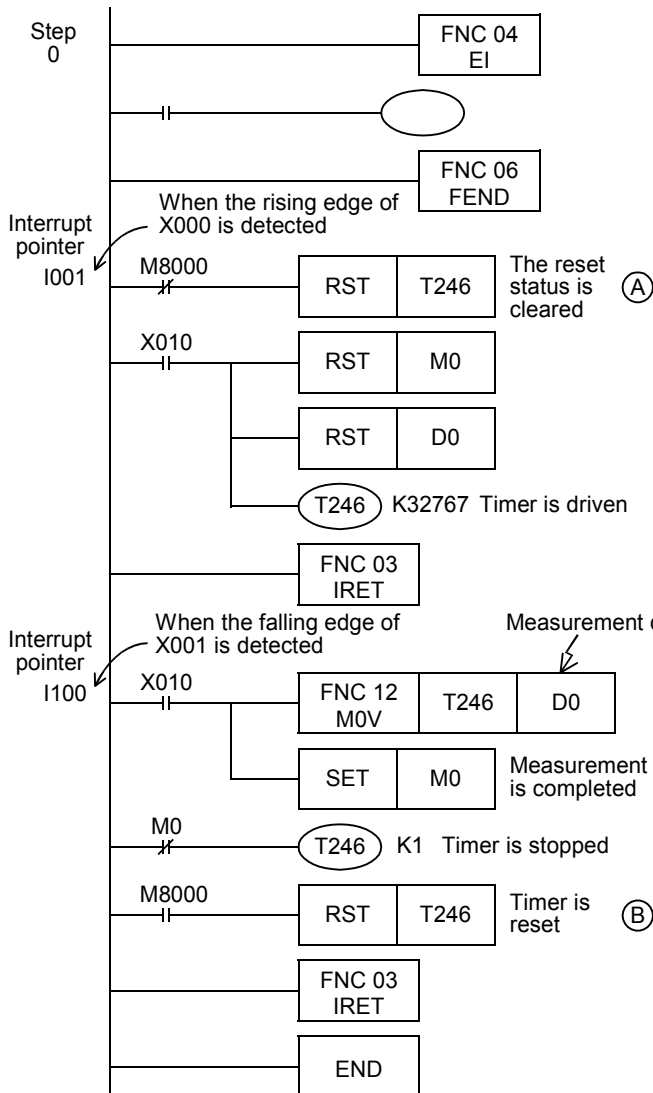 Step
0
FNC 04
EI
FNC 06
FEND
When the rising edge of
X000 is detected
Interrupt
pointer
I001
M8000
RST T246
The reset
status is
cleared
A
X010
RST M0
RST D0
T246 K32767 Timer is driven
FNC 03
IRET
When the falling edge of
X001 is detected
Measurement
Interrupt
pointer
I100
X010
FNC 12
M0V
T246 D0
SET M0
Measurement
is completed
M0
T246 K1 Timer is stopped
M8000
RST T246
Timer is
reset
B
FNC 03
IRET
END